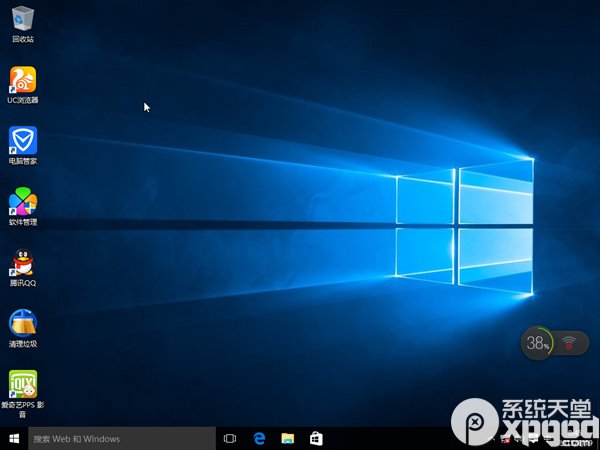 回收站
UC浏览器
电脑管家
软件管理
腾讯QQ
清理垃圾
iQIYI
爱奇艺PPS 影
音
38%
搜索 Web 和 Windows
系统天堂